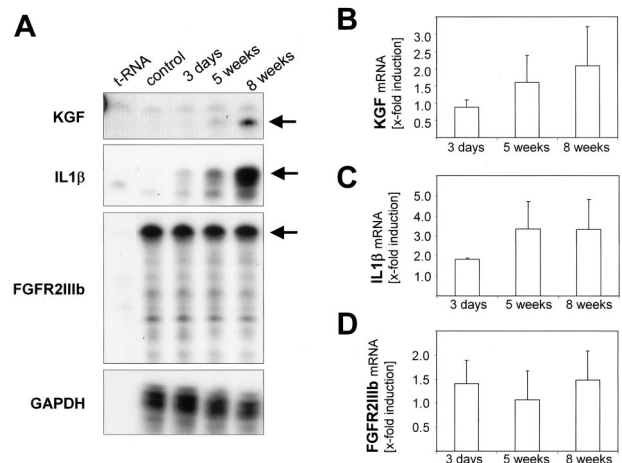 A
t-RNA
control
3 days
5 weeks
8 weeks
KGF
IL1β
FGFR2IIIb
GAPDH
B
KGF mRNA
[x-fold induction]
3.0
2.5
2.0
1.5
1.0
0.5
3 days 5 weeks 8 weeks
C
IL1β mRNA
[x-fold induction]
5.0
4.0
3.0
2.0
1.0
3 days 5 weeks 8 weeks
D
FGFR2IIIb mRNA
[x-fold induction]
2.0
1.5
1.0
0.5
3 days 5 weeks 8 weeks